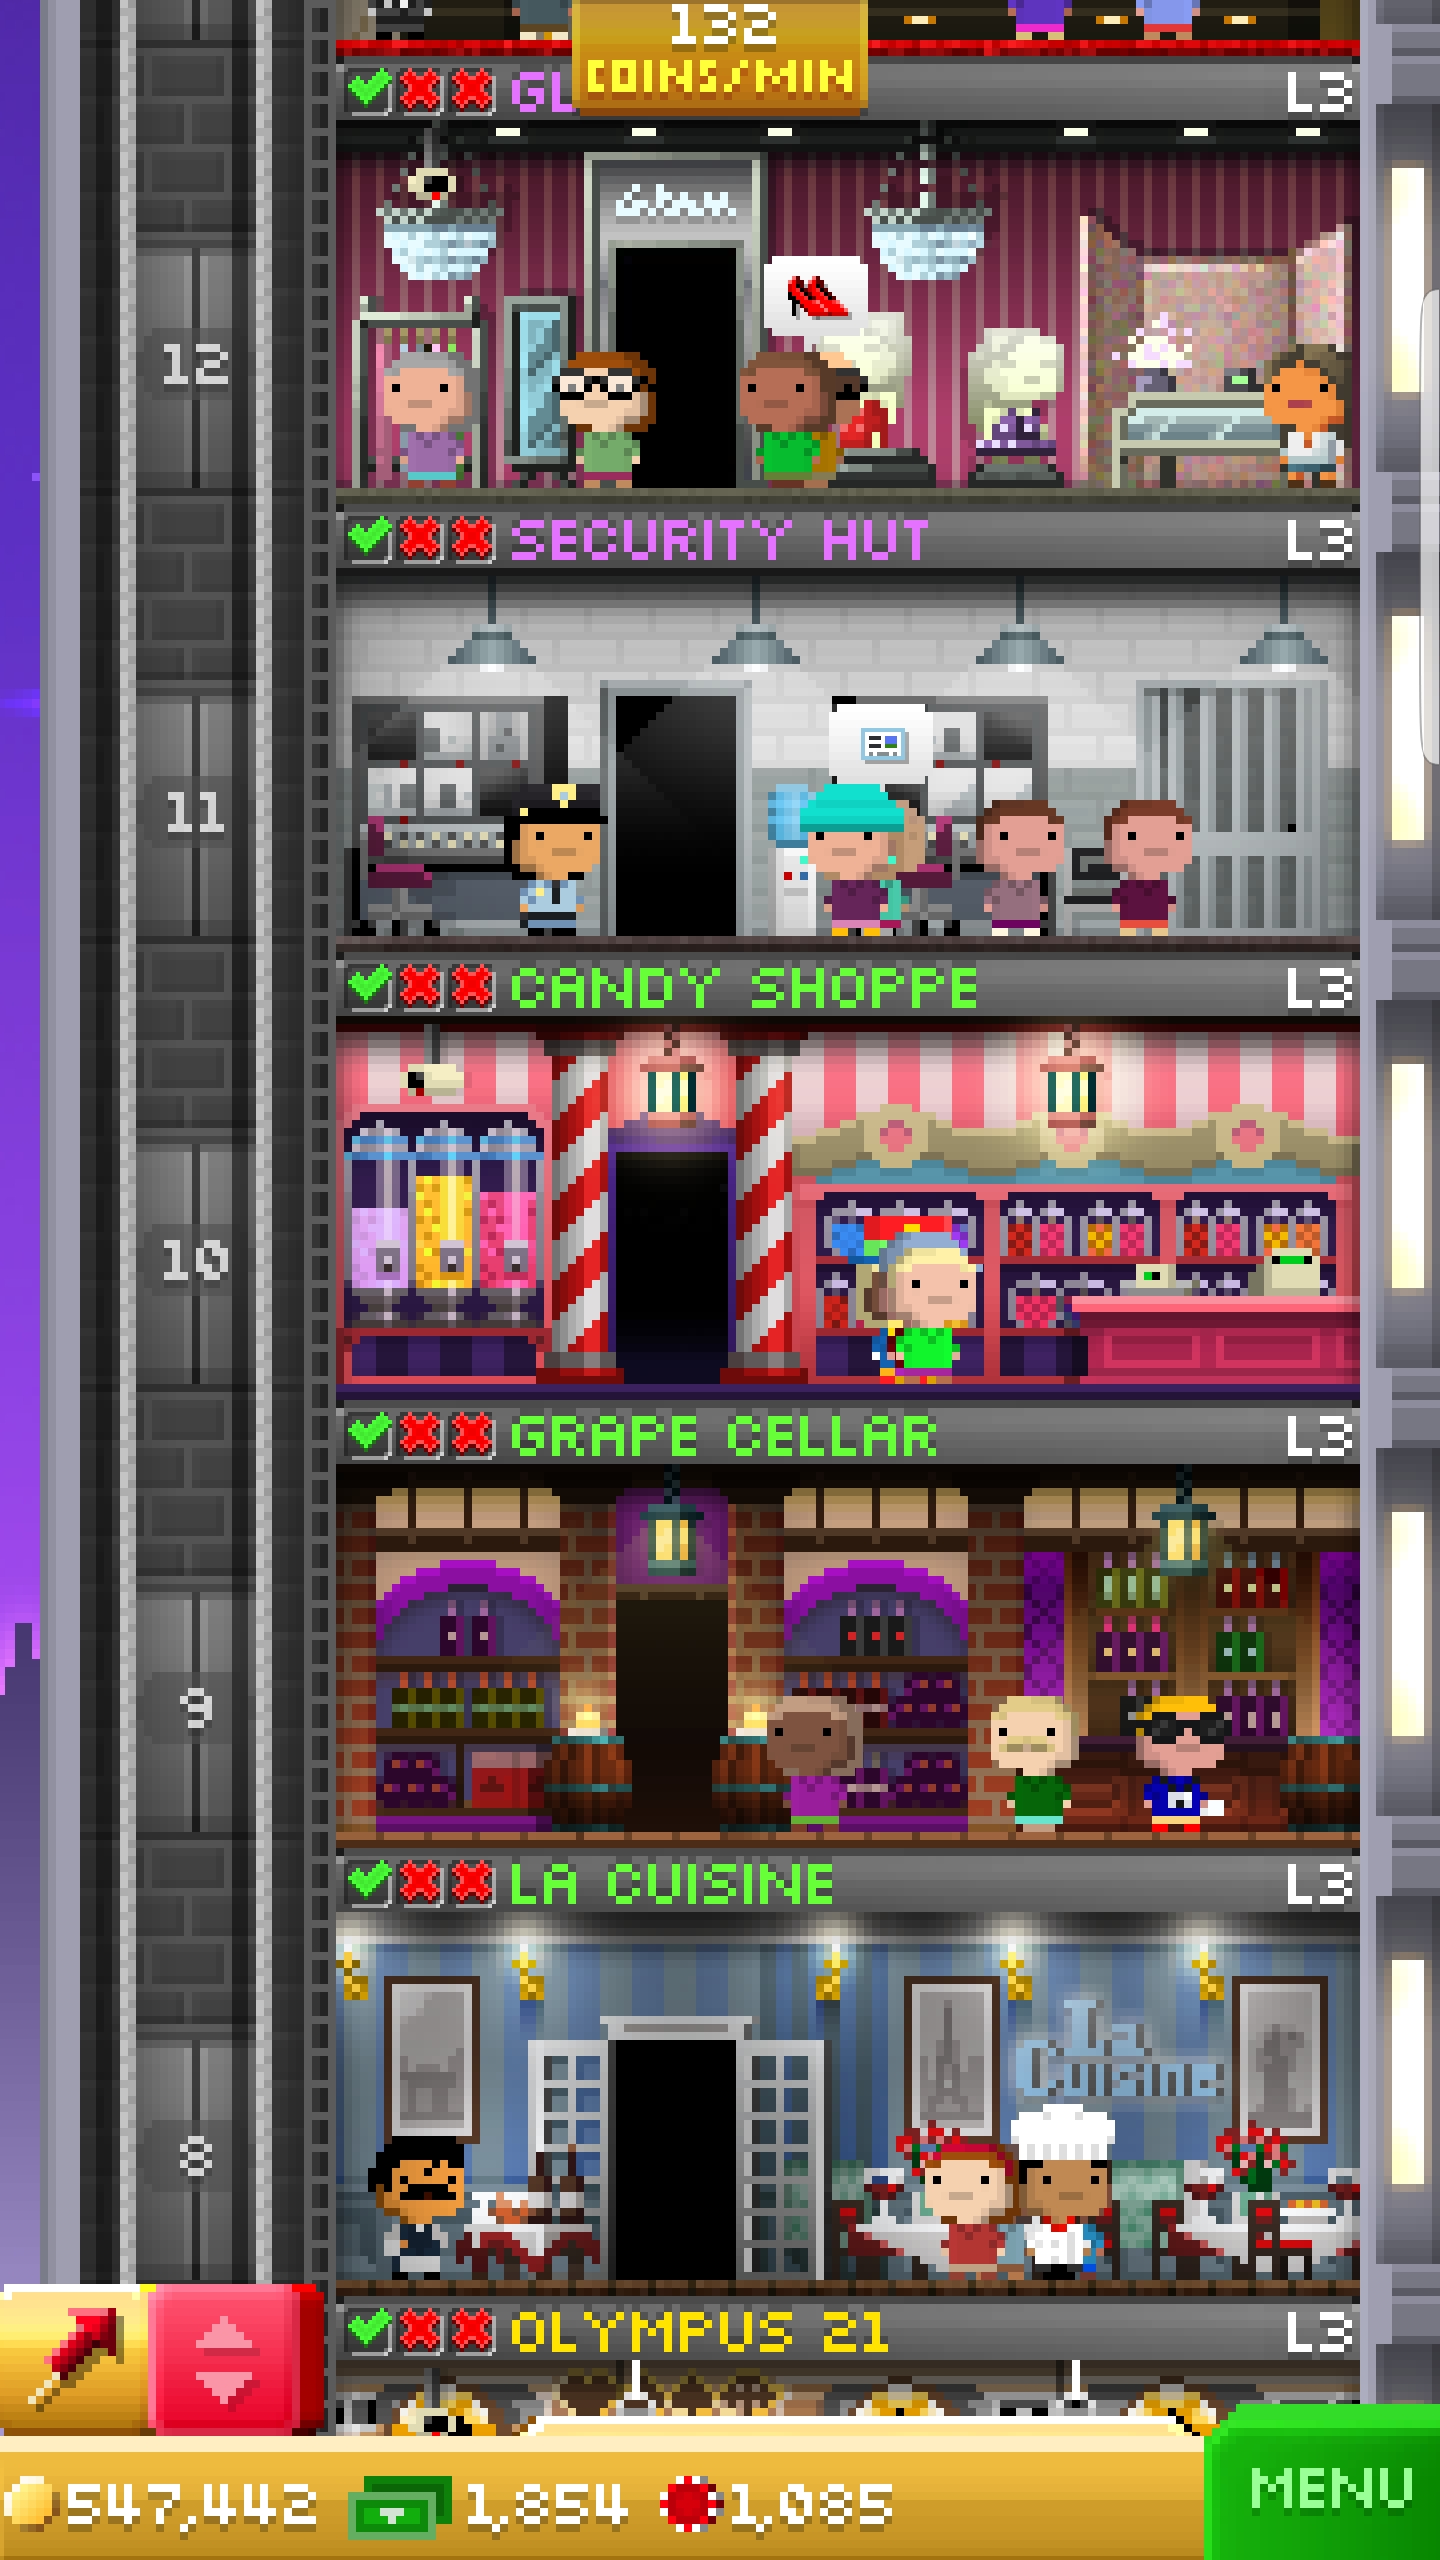 132
COINS/MIN
GL
L3
Glam
12
SECURITY HUT
L3
11
CANDY SHOPPE
L3
10
GRAPE CELLAR
L3
9
LA CUISINE
L3
La
Cuisine
8
OLYMPUS 21
L3
547,442
1,854
1,085
MENU